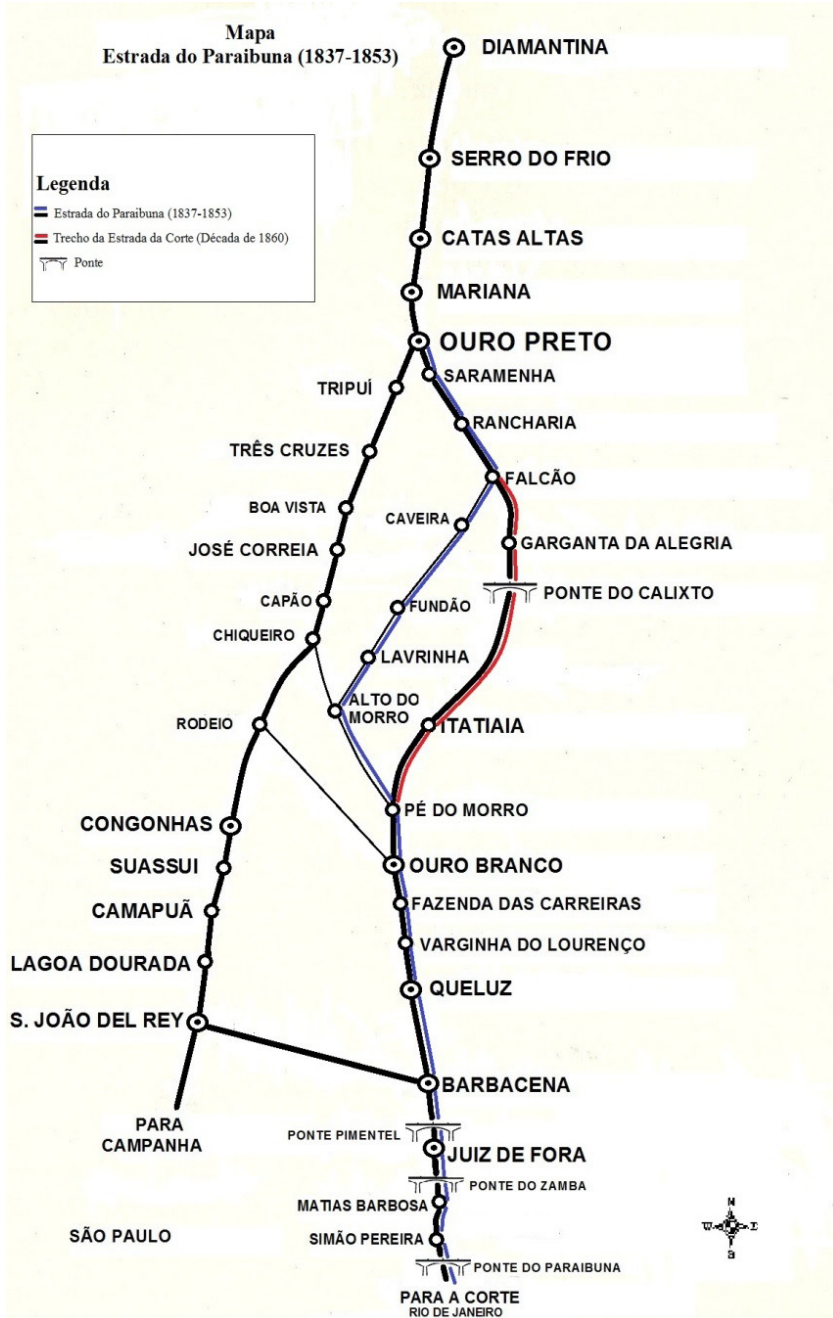 Mapa
Estrada do Paraibuna (1837-1853)
DIAMANTINA
SERRO DO FRIO
Legenda
Estrada do Paraibuna (1837-1853)
Trecho da Estrada da Corte (Década de 1860)
Ponte
CATAS ALTAS
MARIANA
OURO PRETO
SARAMENHA
TRIPUÍ
RANCHARIA
TRÊS CRUZES
FALCÃO
BOA VISTA
CAVEIRA
JOSÉ CORREIA
GARGANTA DA ALEGRIA
PONTE DO CALIXTO
CAPÃO
FUNDÃO
CHIQUEIRO
LAVRINHA
ALTO DO
MORRO
RODEIO
ITATIAIA
PÉ DO MORRO
CONGONHAS
SUASSUI
OURO BRANCO
CAMAPUÃ
FAZENDA DAS CARREIRAS
VARGINHA DO LOURENÇO
LAGOA DOURADA
QUELUZ
S. JOÃO DEL REY
BARBACENA
PARA
CAMPANHA
PONTE PIMENTEL
JUIZ DE FORA
PONTE DO ZAMBA
MATIAS BARBOSA
SÃO PAULO
SIMÃO PEREIRA
PONTE DO PARAIBUNA
PARA A CORTE
RIO DE JANEIRO
N
W
E
S